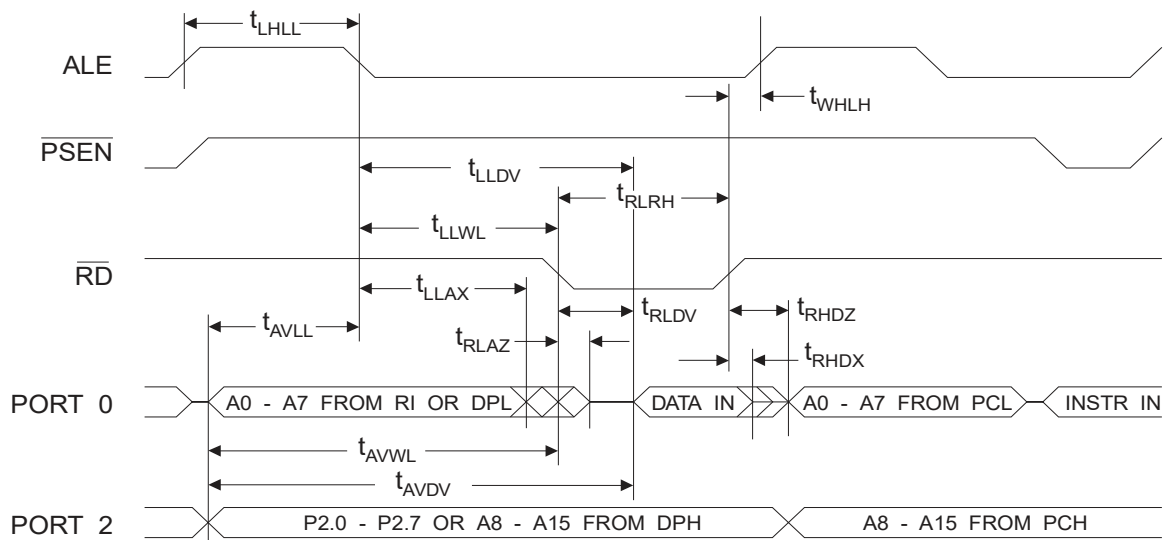 tLHLL
ALE
tWHLH
PSEN
tLLDV
tRLRH
tLLWL
RD
tLLAX
tRLDV
tRHDZ
tAVLL
tRLAZ
tRHDX
PORT 0
A0 - A7 FROM RI OR DPL
DATA IN
A0 - A7 FROM PCL
INSTR IN
tAVWL
tAVDV
PORT 2
P2.0 - P2.7 OR A8 - A15 FROM DPH
A8 - A15 FROM PCH